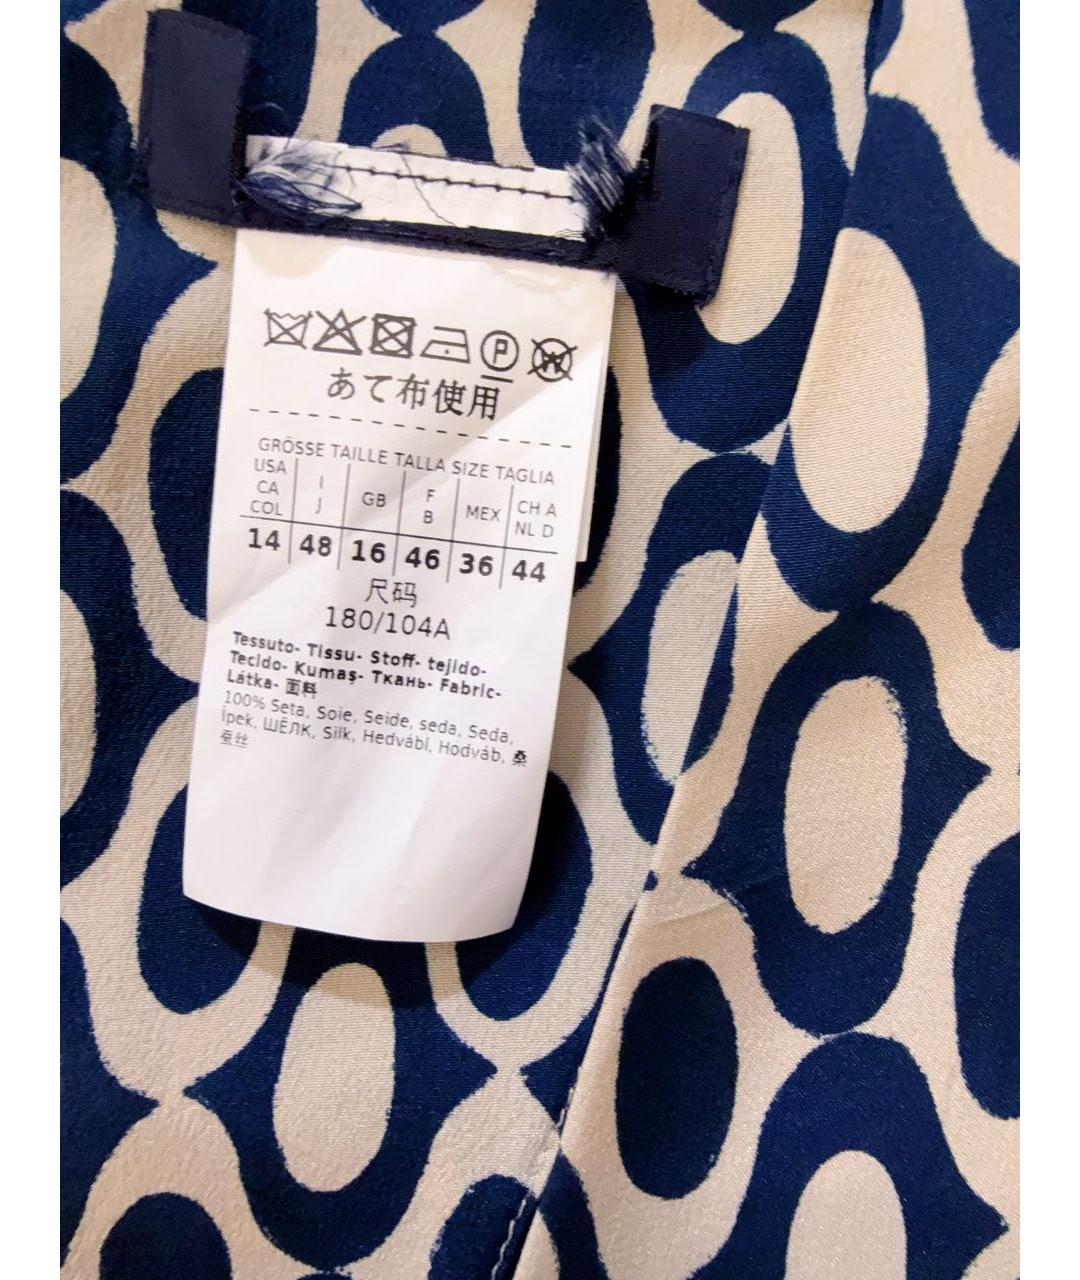 P W
あて布使用
GRÖSSE TAILLE TALLA SIZE TAGLIA
USA CA COL I J GB F B MEX CH A NL D
14 48 16 46 36 44
尺码
180/104A
Tessuto- Tissu- Stoff- tejido-
Tecido- Kumaş- Ткань- Fabric-
Látka- 面料
100% Seta, Soie, Seide, seda, Seda,
İpek, ШЁЛК, Silk, Hedvábí, Hodváb, 桑
蚕丝